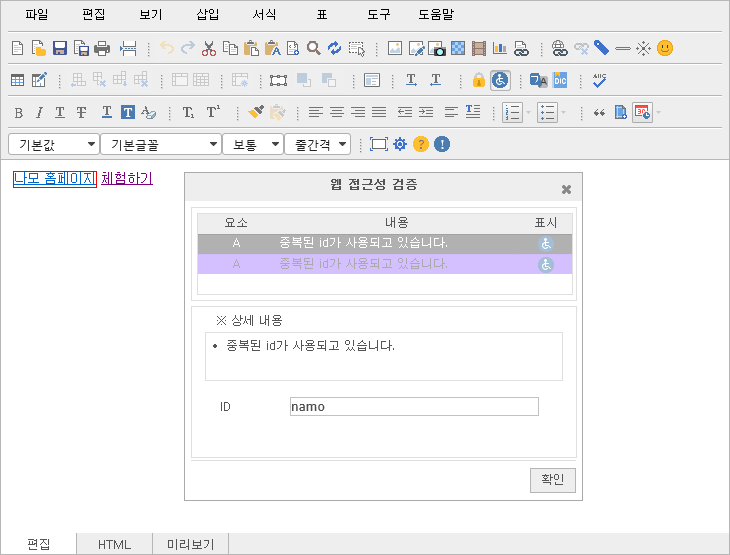 파일 편집 보기 삽입 서식 표 도구 도움말
기본값 기본글꼴 보통 줄간격
나모 홈페이지 체험하기
웹 접근성 검증
요소 내용 표시
A 중복된 id가 사용되고 있습니다.
A 중복된 id가 사용되고 있습니다.
※ 상세 내용
• 중복된 id가 사용되고 있습니다.
ID namo
확인
편집 HTML 미리보기